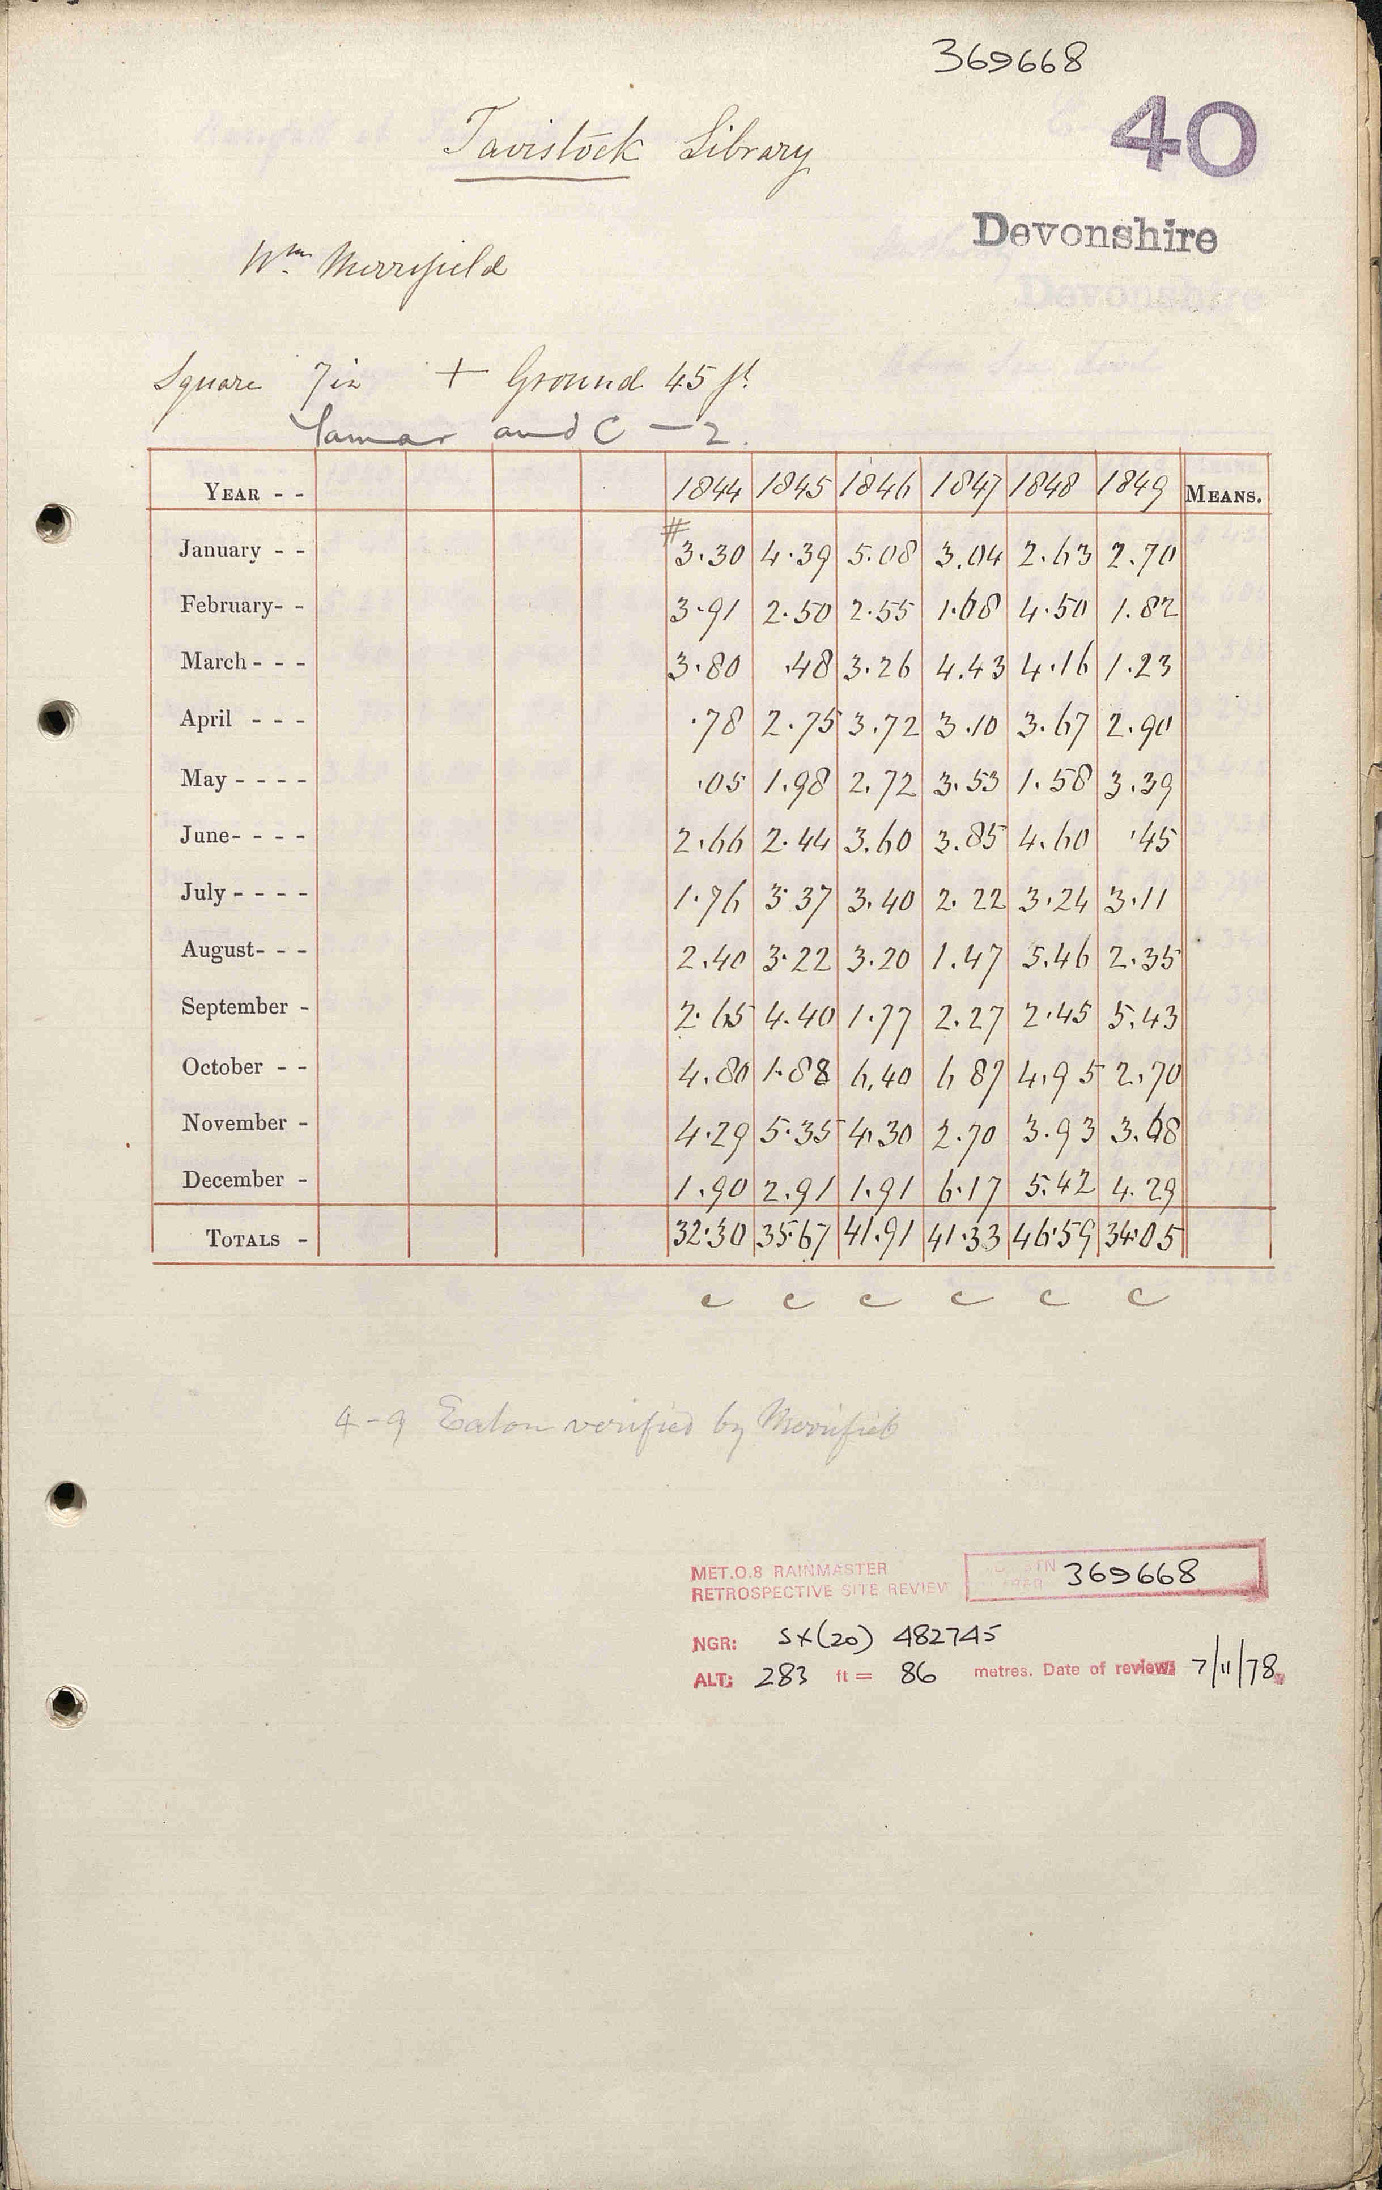 369668
40
Tavistock Library
Devonshire
Wm Merrifield
Square 7 in + Ground 45 ft
Tamar and C — 2.
YEAR - - 1844 1845 1846 1847 1848 1849 MEANS.
#
January - - 3.30 4.39 5.08 3.04 2.63 2.70
February- - 3.91 2.50 2.55 1.68 4.50 1.82
March - - - 3.80 .48 3.26 4.43 4.16 1.23
April - - - .78 2.75 3.72 3.10 3.67 2.90
May - - - - .05 1.98 2.72 3.53 1.58 3.39
June- - - - 2.66 2.44 3.60 3.85 4.60 .45
July - - - - 1.76 3 37 3.40 2.22 3.24 3.11
August- - - 2.40 3.22 3.20 1.47 5.46 2.35
September - 2.65 4.40 1.77 2.27 2.45 5.43
October - - 4.80 1.88 6.40 6 87 4.95 2.70
November - 4.29 5.35 4.30 2.70 3.93 3.68
December - 1.90 2.91 1.91 6.17 5.42 4.29
TOTALS - 32.30 35.67 41.91 41.33 46.59 34.05
c c c c c c
4-9 Eaton verified by Merrifield
MET.O.8 RAINMASTER
RETROSPECTIVE SITE REVIEW
STN 369668
NGR: SX(20) 482745
ALT: 283 ft = 86 metres. Date of review: 7/11/78